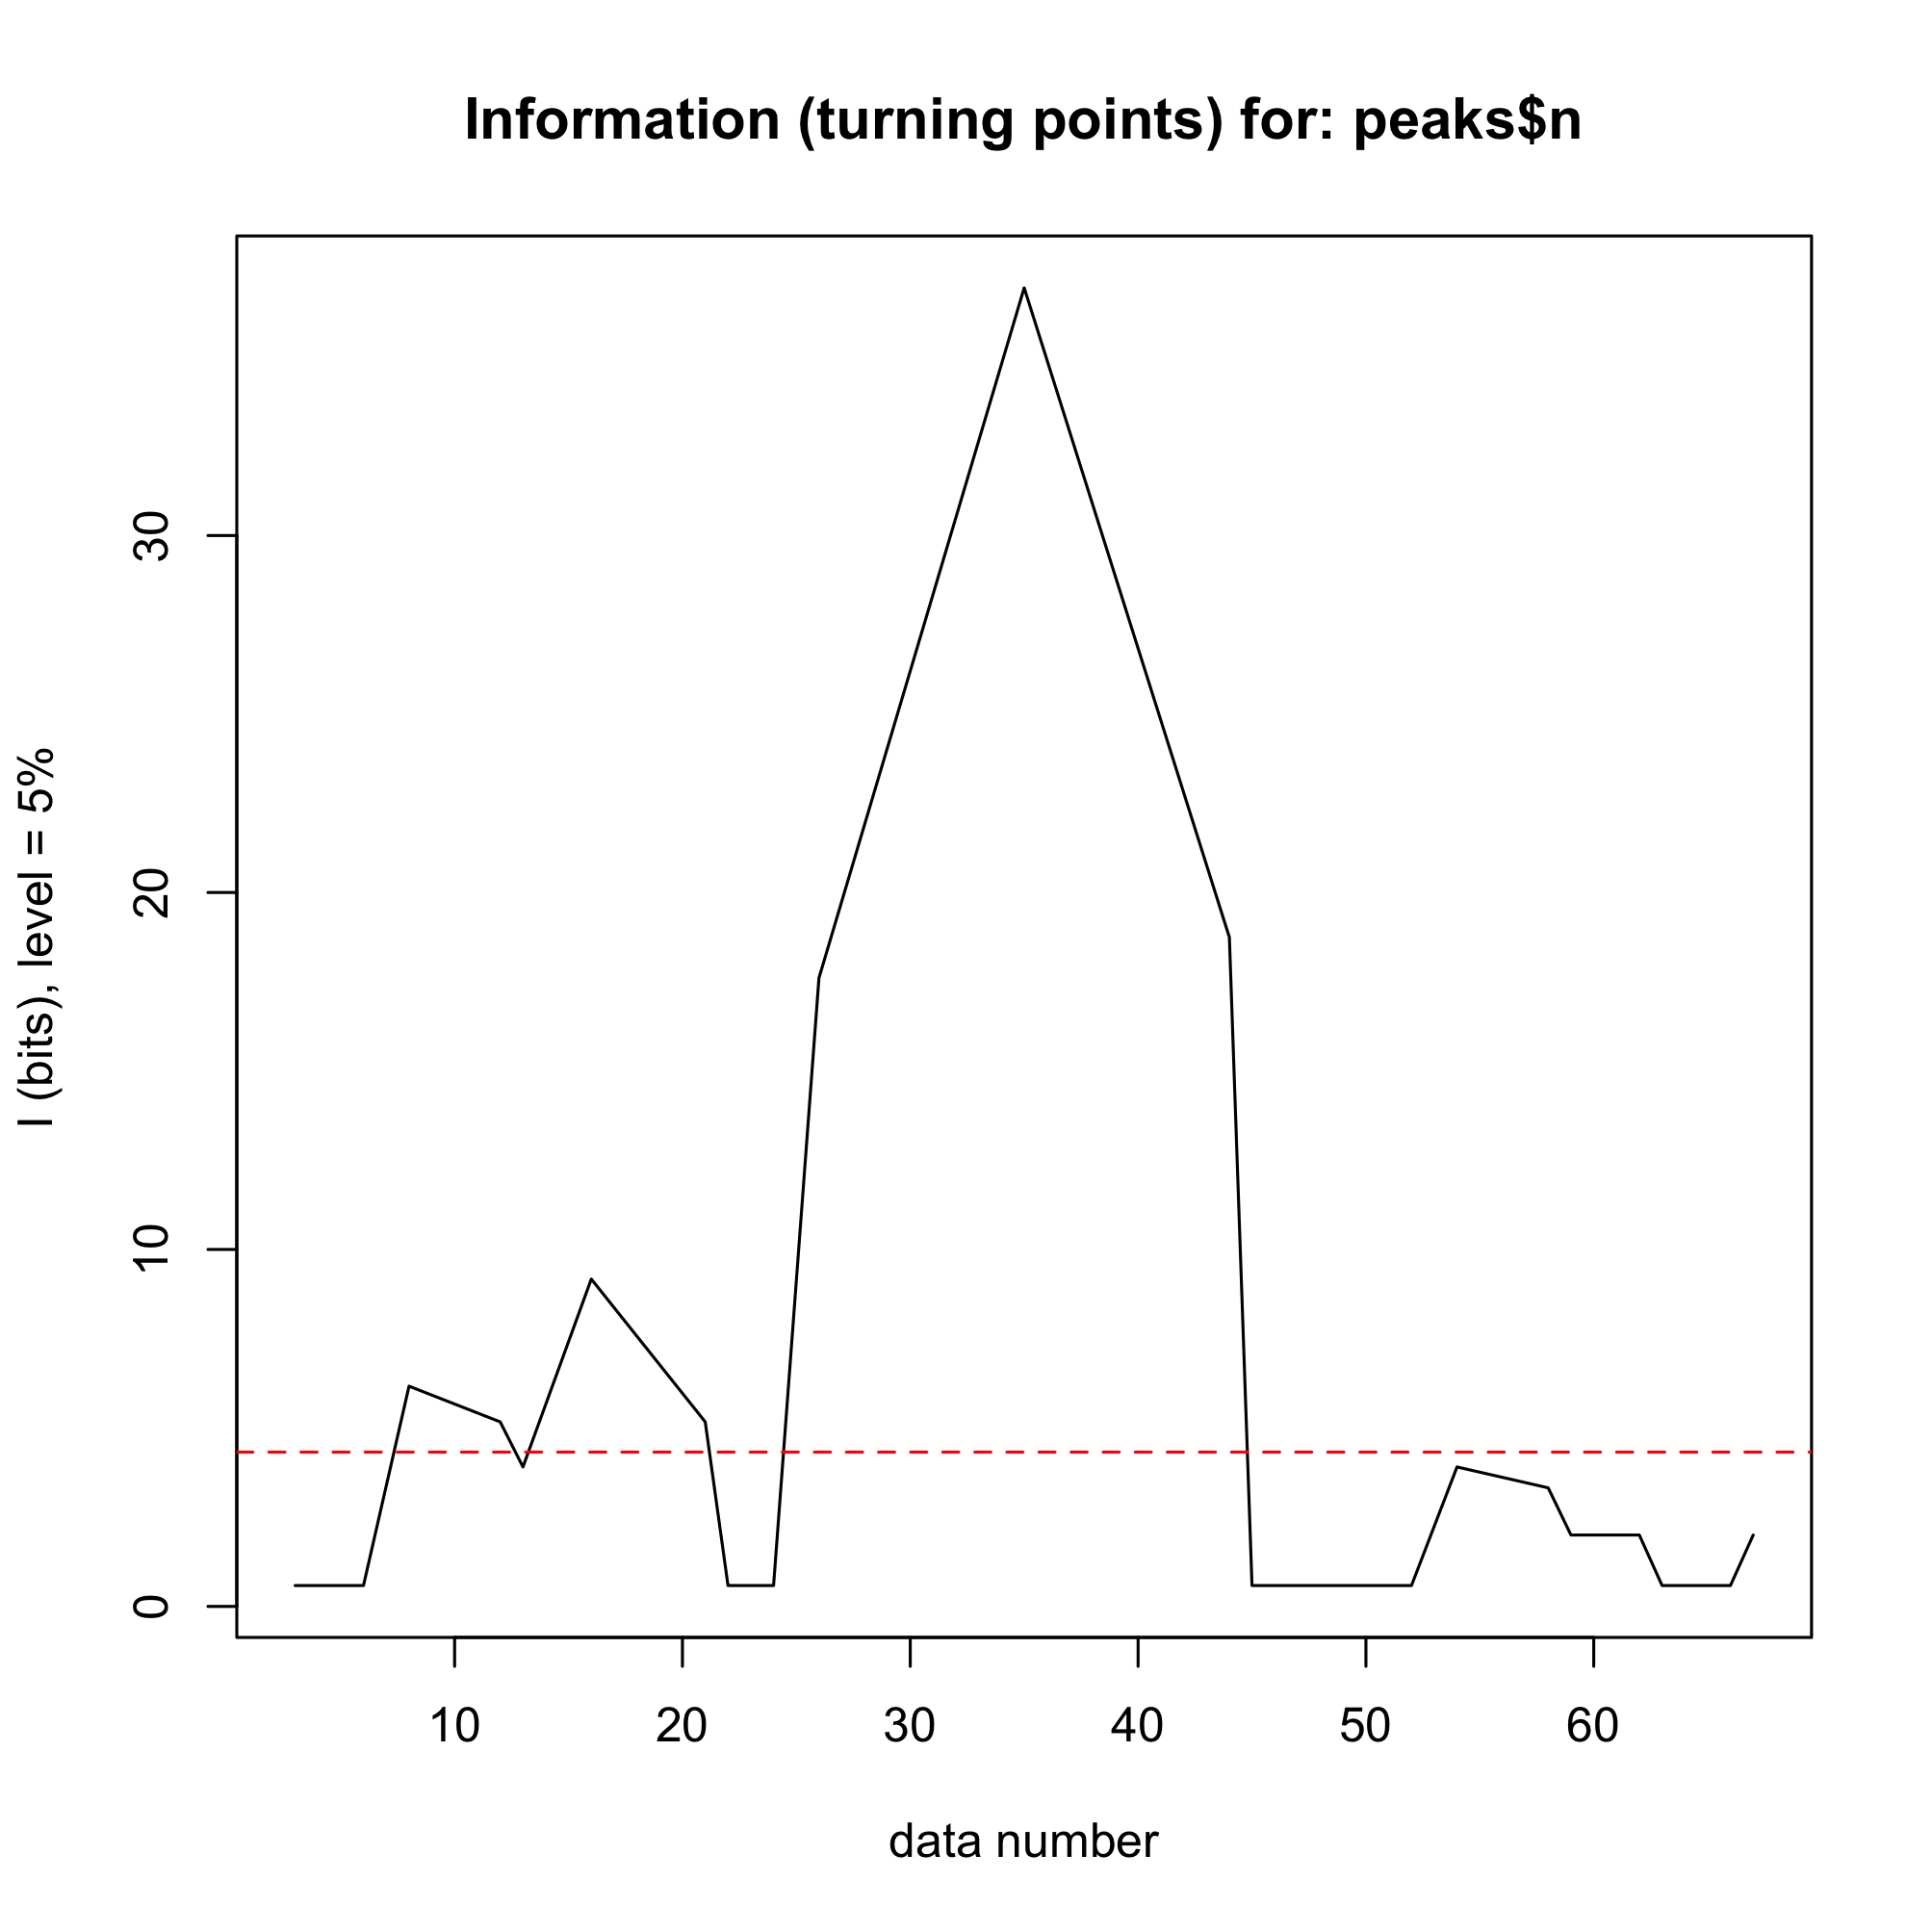 Information (turning points) for: peaks$n
I (bits), level = 5%
30
20
10
0
10 20 30 40 50 60
data number